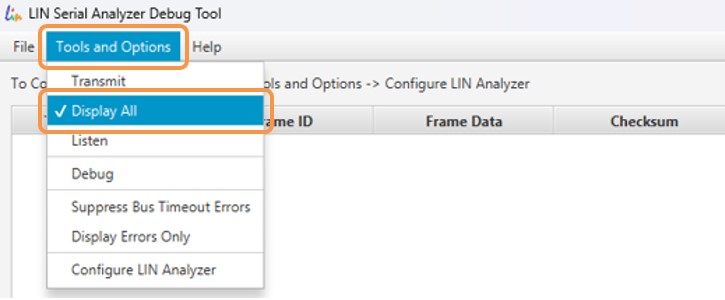 LIN Serial Analyzer Debug Tool
File Tools and Options Help
To Co ols and Options -> Configure LIN Analyzer
Transmit
✓ Display All
Listen
Debug
Suppress Bus Timeout Errors
Display Errors Only
Configure LIN Analyzer
ame ID Frame Data Checksum